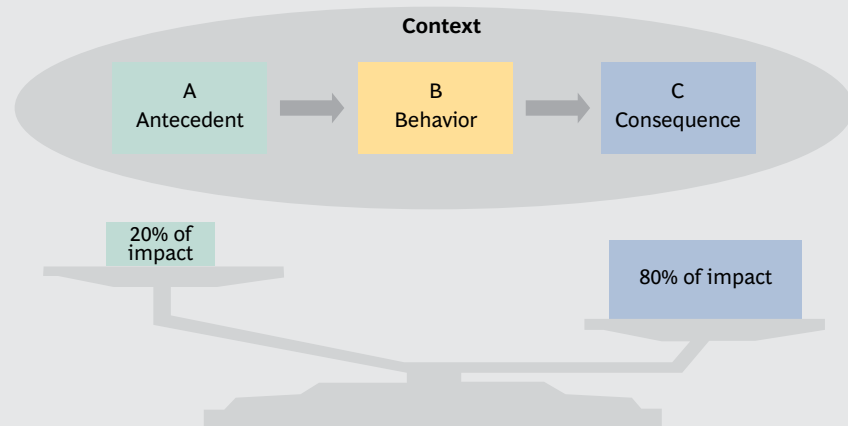 Context
A
Antecedent
B
Behavior
C
Consequence
20% of
impact
80% of impact